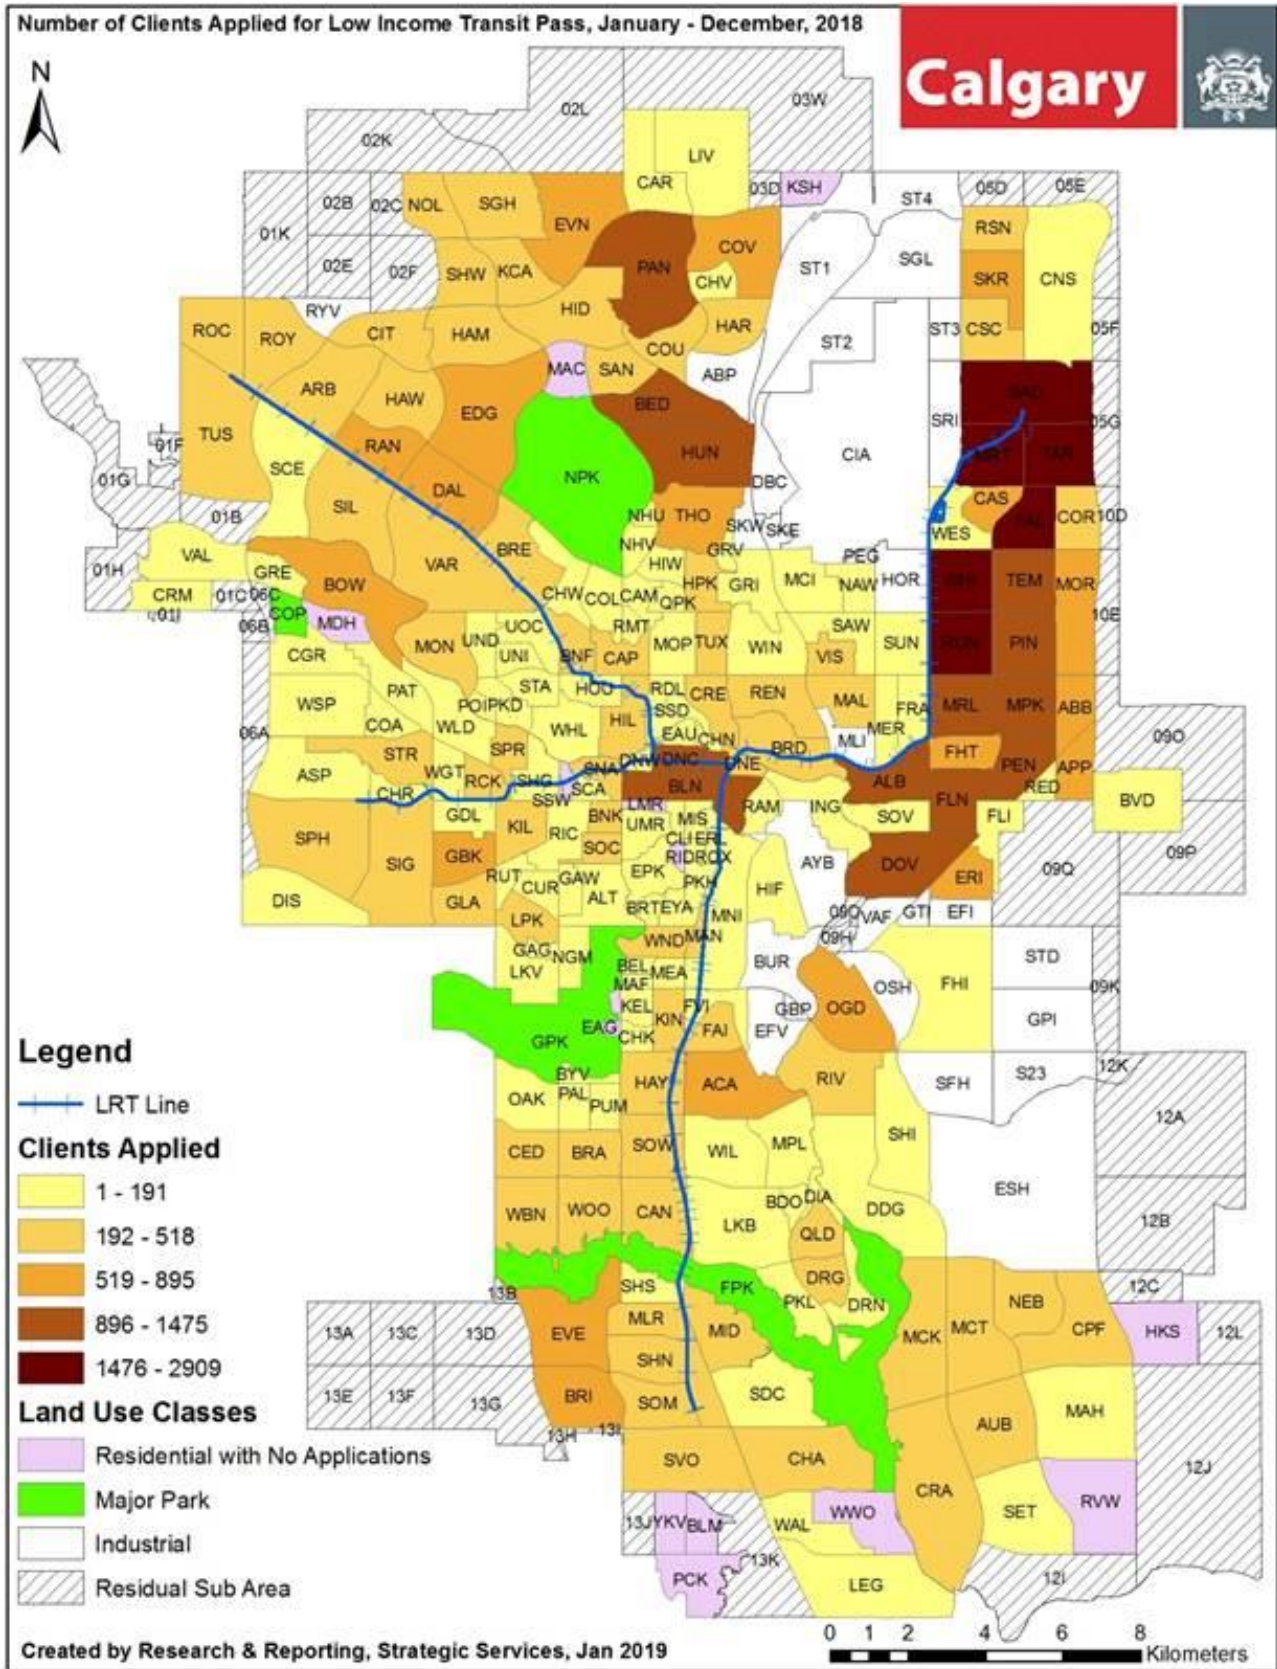 Number of Clients Applied for Low Income Transit Pass, January - December, 2018
Calgary
N
02L 03W
02K
LIV
CAR
03D KSH 05D 05E
ST4
02B 02C NOL SGH
EVN RSN
01K COV
PAN ST1 SGL
02E 02F SHW KCA CHV SKR CNS
HID
RYV
ROC ROY CIT HAM HAR ST3 CSC 05F
ST2
COU
MAC SAN ABP
ARB HAW BED SAD
EDG SRI 05G
TUS RAN HUN CIA MRT TAR
01F SCE
01G NPK DBC
DAL CAS
SIL NHU THO COR 10D
01B SKW SKE WES TAL
BRE NHV GRV
VAL VAR HIW PEG
01H GRE BOW HPK GRI MCI NAW HOR WHI TEM MOR
CRM 01C 06C CHW COL CAM QPK
01J COP 10E
06B MDH UOC RMT SAW
CGR MON UND UNI BNF CAP MOP TUX WIN VIS SUN RUN PIN
PAT STA HOU RDL CRE REN
WSP POI PKD SSD MAL FRA MRL MPK ABB
COA WLD WHL HIL EAU CHN MER
06A STR SPR BRD MLI FHT 09O
ASP WGT RCK SHG SNA DNW DNC DNE PEN APP
CHR SSW SCA BLN ALB RED BVD
GDL LMR RAM ING FLN
SPH KIL RIC BNK UMR MIS SOV FLI
SIG GBK SOC CLI ERL 09P
RUT EPK RID ROX AYB DOV ERI 09Q
DIS GLA CUR GAW PKH HIF
ALT BRT EYA MNI 09O VAF GTI EFI
LPK WND MAN 09H
GAG NGM BEL MEA BUR STD
LKV MAF OSH FHI 09K
KEL FVI GBP OGD
GPK EAG KIN FAI EFV GPI
CHK
BYV HAY ACA RIV SFH S23 12K
OAK PAL PUM
12A
SHI
CED BRA SOW WIL MPL
ESH
WBN WOO CAN BDO DIA DDG 12B
LKB QLD
13B SHS FPK DRG 12C
PKL DRN NEB
MLR
13A 13C 13D EVE MID MCK MCT CPF HKS 12L
SHN
13E 13F 13G BRI SOM SDC MAH
AUB
13H 13I
SVO CHA 12J
CRA
13J YKV BLM WAL WWO SET RVW
13K
PCK LEG 12I
Legend
LRT Line
Clients Applied
1 - 191
192 - 518
519 - 895
896 - 1475
1476 - 2909
Land Use Classes
Residential with No Applications
Major Park
Industrial
Residual Sub Area
Created by Research & Reporting, Strategic Services, Jan 2019
0 1 2 4 6 8
Kilometers